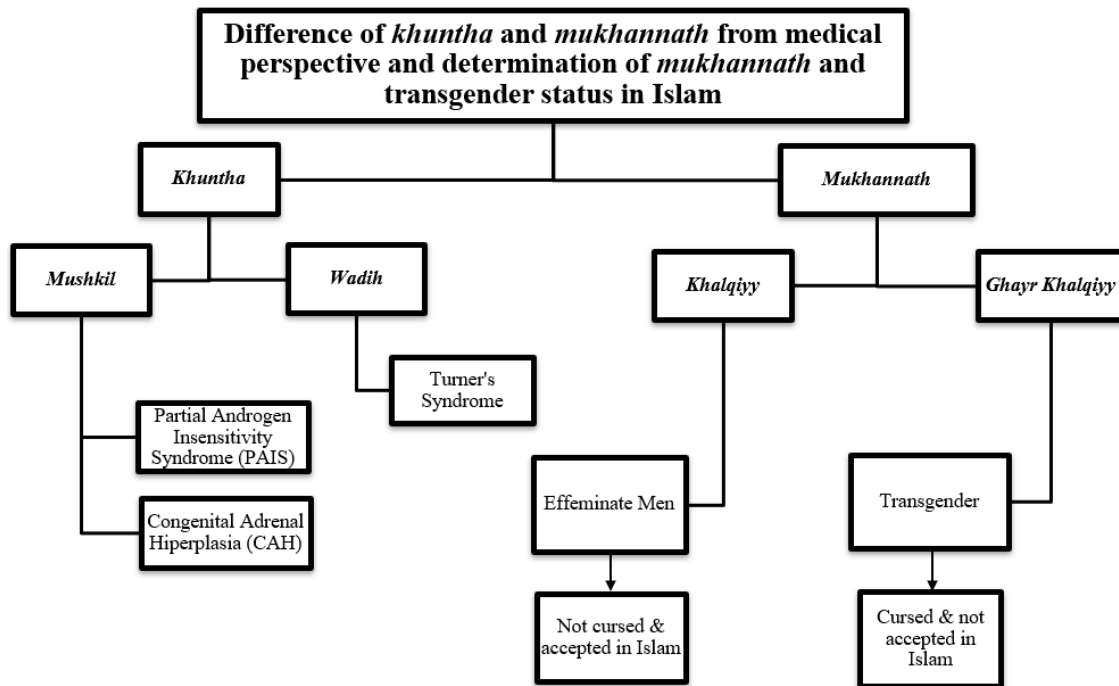 Difference of khuntha and mukhannath from medical
perspective and determination of mukhannath and
transgender status in Islam
Khuntha
Mukhannath
Mushkil
Wadih
Khalqiyy
Ghayr Khalqiyy
Turner's
Syndrome
Partial Androgen
Insensitivity
Syndrome (PAIS)
Congenital Adrenal
Hiperplasia (CAH)
Effeminate Men
Transgender
Not cursed &
accepted in Islam
Cursed & not
accepted in
Islam